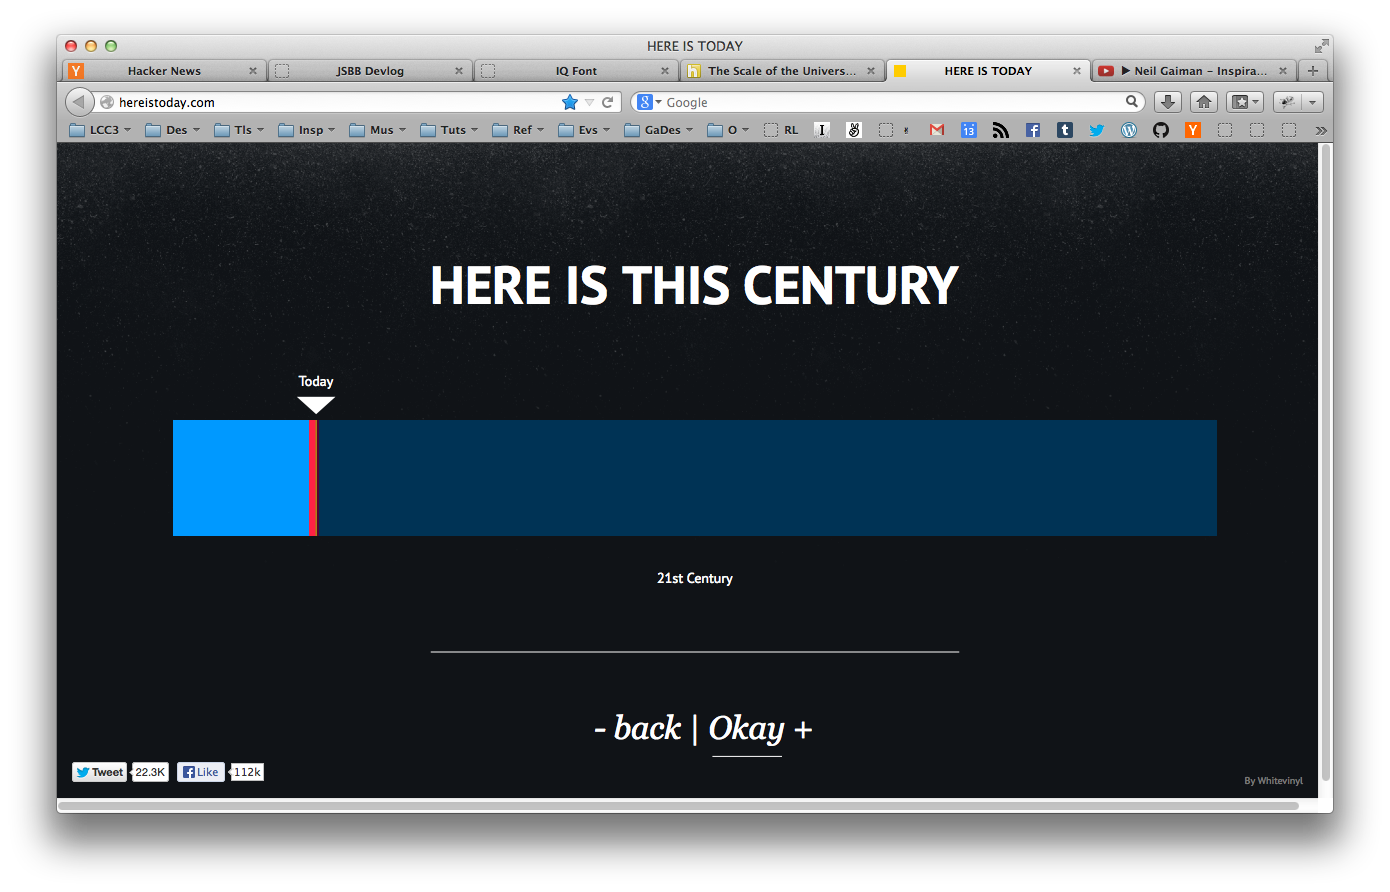 HERE IS TODAY
Hacker News
JSBB Devlog
IQ Font
The Scale of the Univers...
HERE IS TODAY
▶ Neil Gaiman – Inspira...
hereistoday.com
Google
LCC3
Des
Tls
Insp
Mus
Tuts
Ref
Evs
GaDes
O
RL
HERE IS THIS CENTURY
Today
21st Century
- back | Okay +
Tweet 22.3K Like 112k
By Whitevinyl